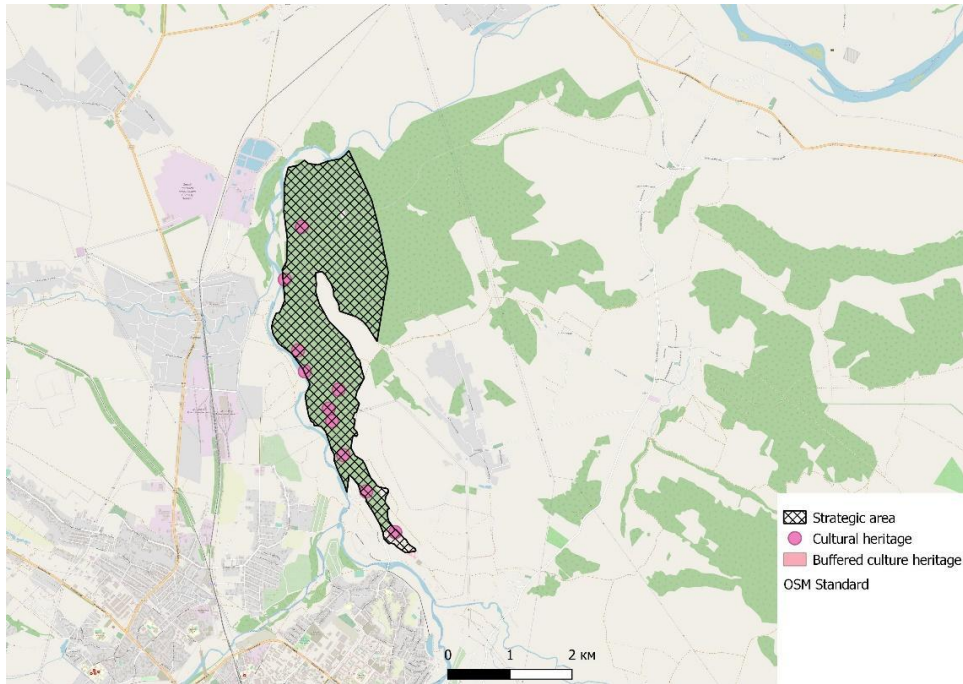 Strategic area
Cultural heritage
Buffered culture heritage
OSM Standard
0 1 2 км